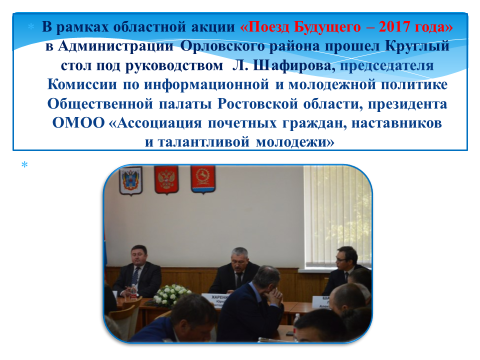 В рамках областной акции «Поезд Будущего – 2017 года»
в Администрации Орловского района прошел Круглый
стол под руководством Л. Шафирова, председателя
Комиссии по информационной и молодежной политике
Общественной палаты Ростовской области, президента
ОМОО «Ассоциация почетных граждан, наставников
и талантливой молодежи»